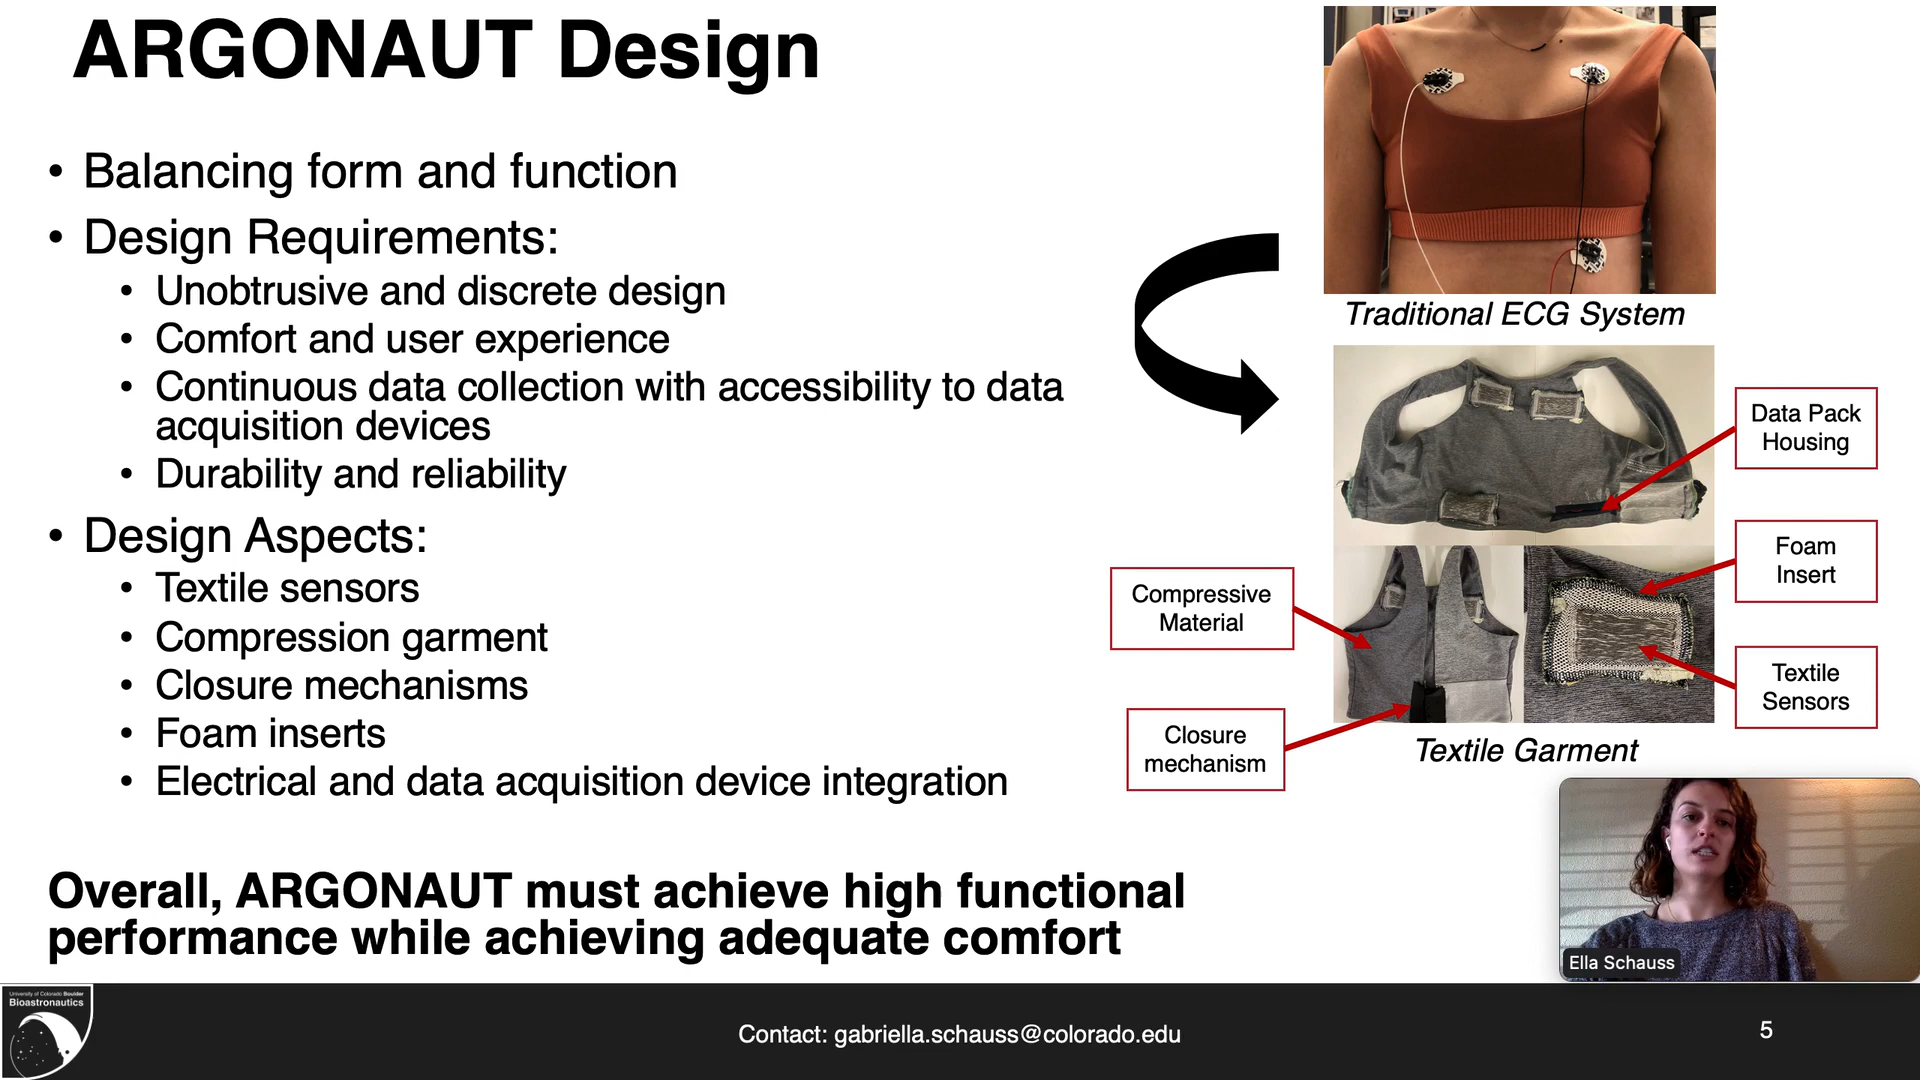 ARGONAUT Design
• Balancing form and function
• Design Requirements:
• Unobtrusive and discrete design
• Comfort and user experience
• Continuous data collection with accessibility to data
acquisition devices
• Durability and reliability
• Design Aspects:
• Textile sensors
• Compression garment
• Closure mechanisms
• Foam inserts
• Electrical and data acquisition device integration
Overall, ARGONAUT must achieve high functional
performance while achieving adequate comfort
Traditional ECG System
Data Pack
Housing
Foam
Insert
Compressive
Material
Textile
Sensors
Closure
mechanism
Textile Garment
Ella Schauss
University of Colorado Boulder
Bioastronautics
Contact: gabriella.schauss@colorado.edu
5